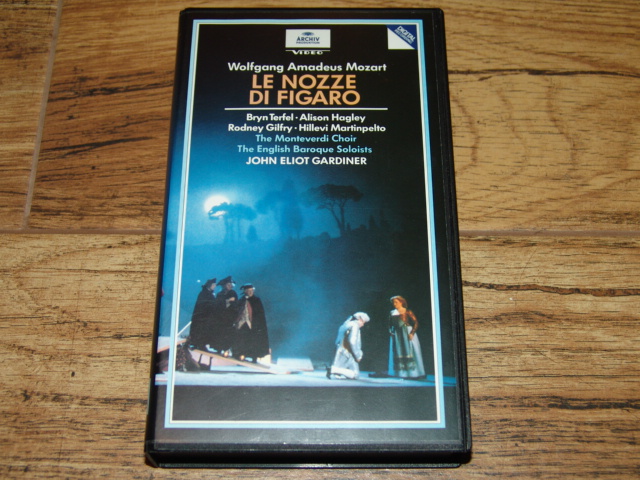 ARCHIV
PRODUKTION
VIDEO
DIGITAL
Wolfgang Amadeus Mozart
LE NOZZE
DI FIGARO
Bryn Terfel · Alison Hagley
Rodney Gilfry · Hillevi Martinpelto
The Monteverdi Choir
The English Baroque Soloists
JOHN ELIOT GARDINER